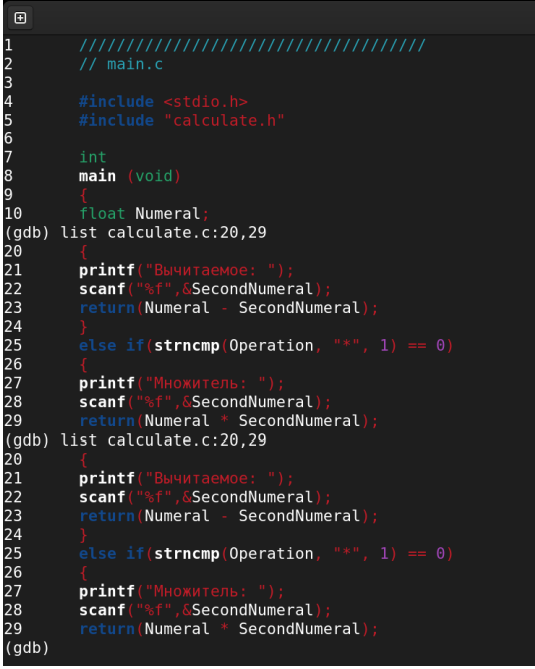 1 /////////////////////////////////////
2 // main.c
3
4 #include <stdio.h>
5 #include "calculate.h"
6
7 int
8 main (void)
9 {
10 float Numeral;
(gdb) list calculate.c:20,29
20 {
21 printf("Вычитаемое: ");
22 scanf("%f",&SecondNumeral);
23 return(Numeral - SecondNumeral);
24 }
25 else if(strncmp(Operation, "*", 1) == 0)
26 {
27 printf("Множитель: ");
28 scanf("%f",&SecondNumeral);
29 return(Numeral * SecondNumeral);
(gdb) list calculate.c:20,29
20 {
21 printf("Вычитаемое: ");
22 scanf("%f",&SecondNumeral);
23 return(Numeral - SecondNumeral);
24 }
25 else if(strncmp(Operation, "*", 1) == 0)
26 {
27 printf("Множитель: ");
28 scanf("%f",&SecondNumeral);
29 return(Numeral * SecondNumeral);
(gdb)